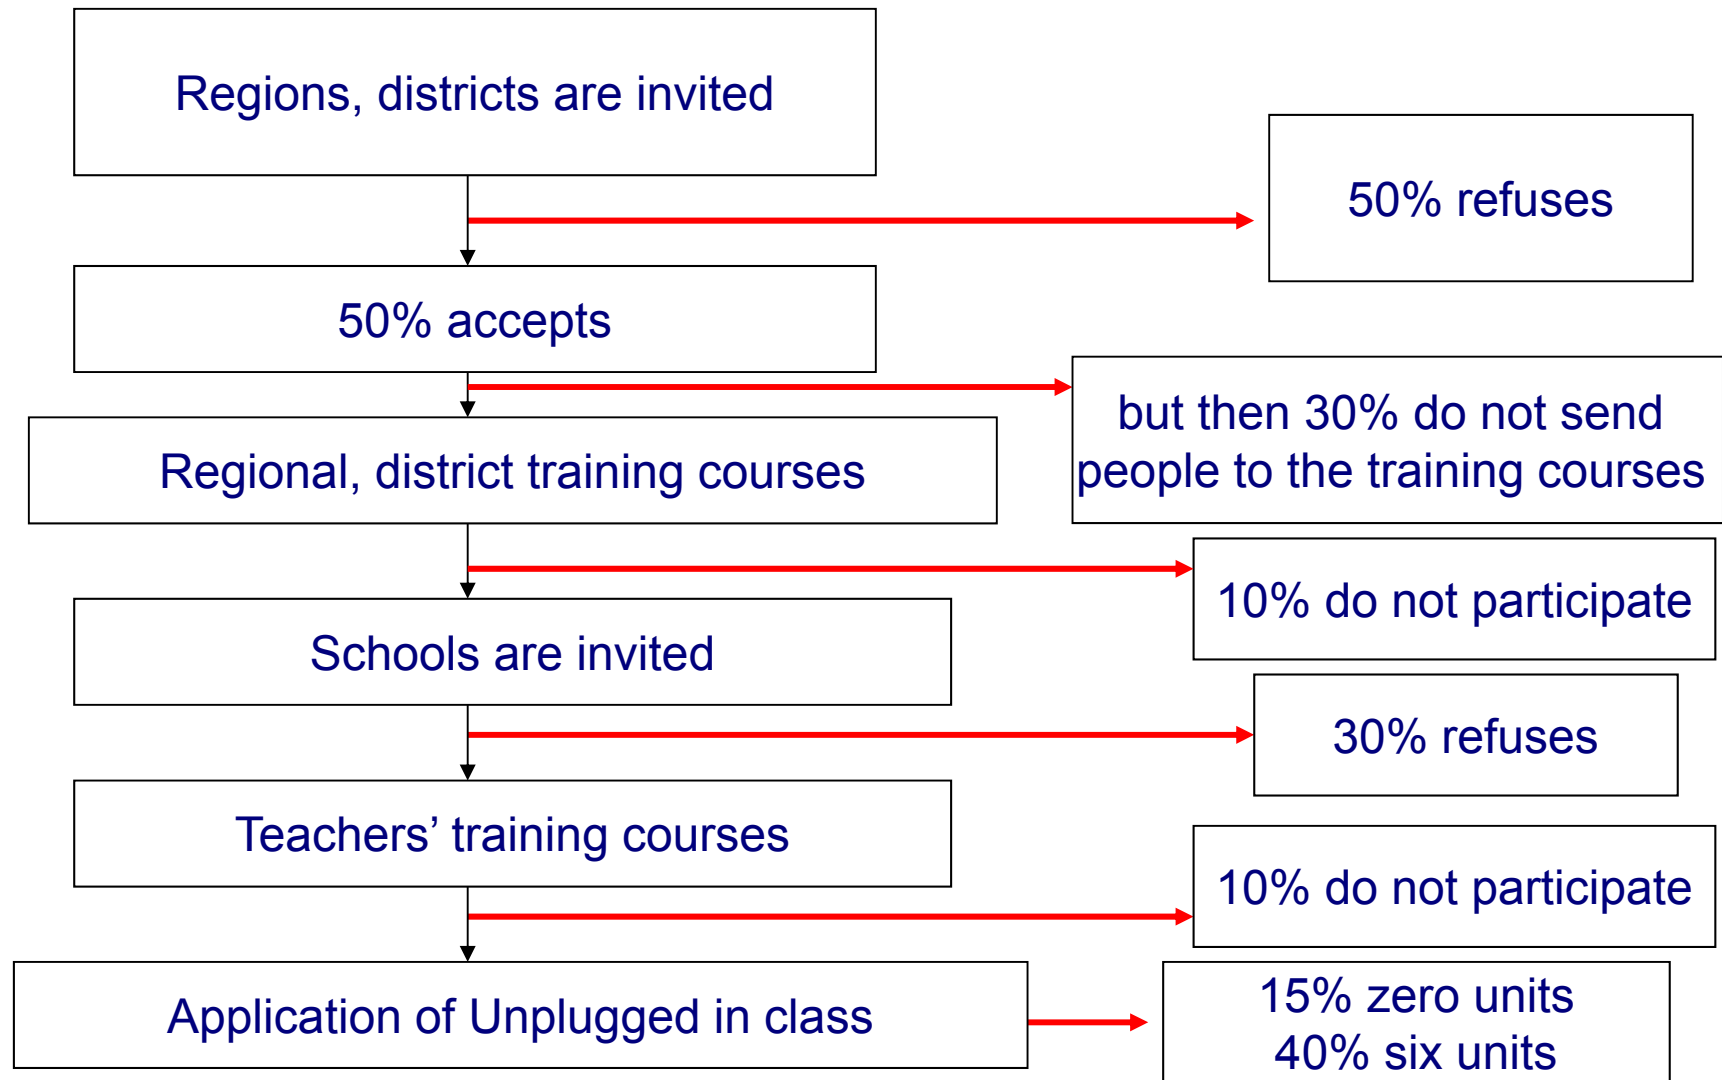 Regions, districts are invited
50% refuses
50% accepts
but then 30% do not send
people to the training courses
Regional, district training courses
10% do not participate
Schools are invited
30% refuses
Teachers’ training courses
10% do not participate
Application of Unplugged in class
15% zero units
40% six units